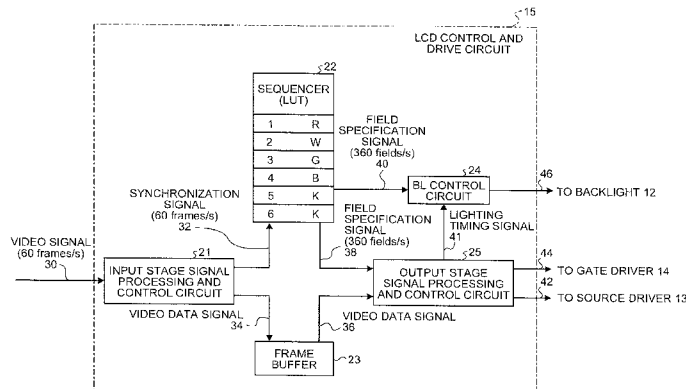 15
LCD CONTROL AND
DRIVE CIRCUIT
22
SEQUENCER
(LUT)
1 R
2 W
3 G
4 B
5 K
6 K
FIELD
SPECIFICATION
SIGNAL
(360 fields/s)
40
24
BL CONTROL
CIRCUIT
46
TO BACKLIGHT 12
SYNCHRONIZATION
SIGNAL
(60 frames/s)
32
FIELD
SPECIFICATION
SIGNAL
(360 fields/s)
38
LIGHTING
TIMING SIGNAL
41
VIDEO SIGNAL
(60 frames/s)
30
21
INPUT STAGE SIGNAL
PROCESSING AND
CONTROL CIRCUIT
25
OUTPUT STAGE
SIGNAL PROCESSING
AND CONTROL CIRCUIT
44
TO GATE DRIVER 14
42
TO SOURCE DRIVER 13
VIDEO DATA SIGNAL
34
36
VIDEO DATA SIGNAL
FRAME
BUFFER
23